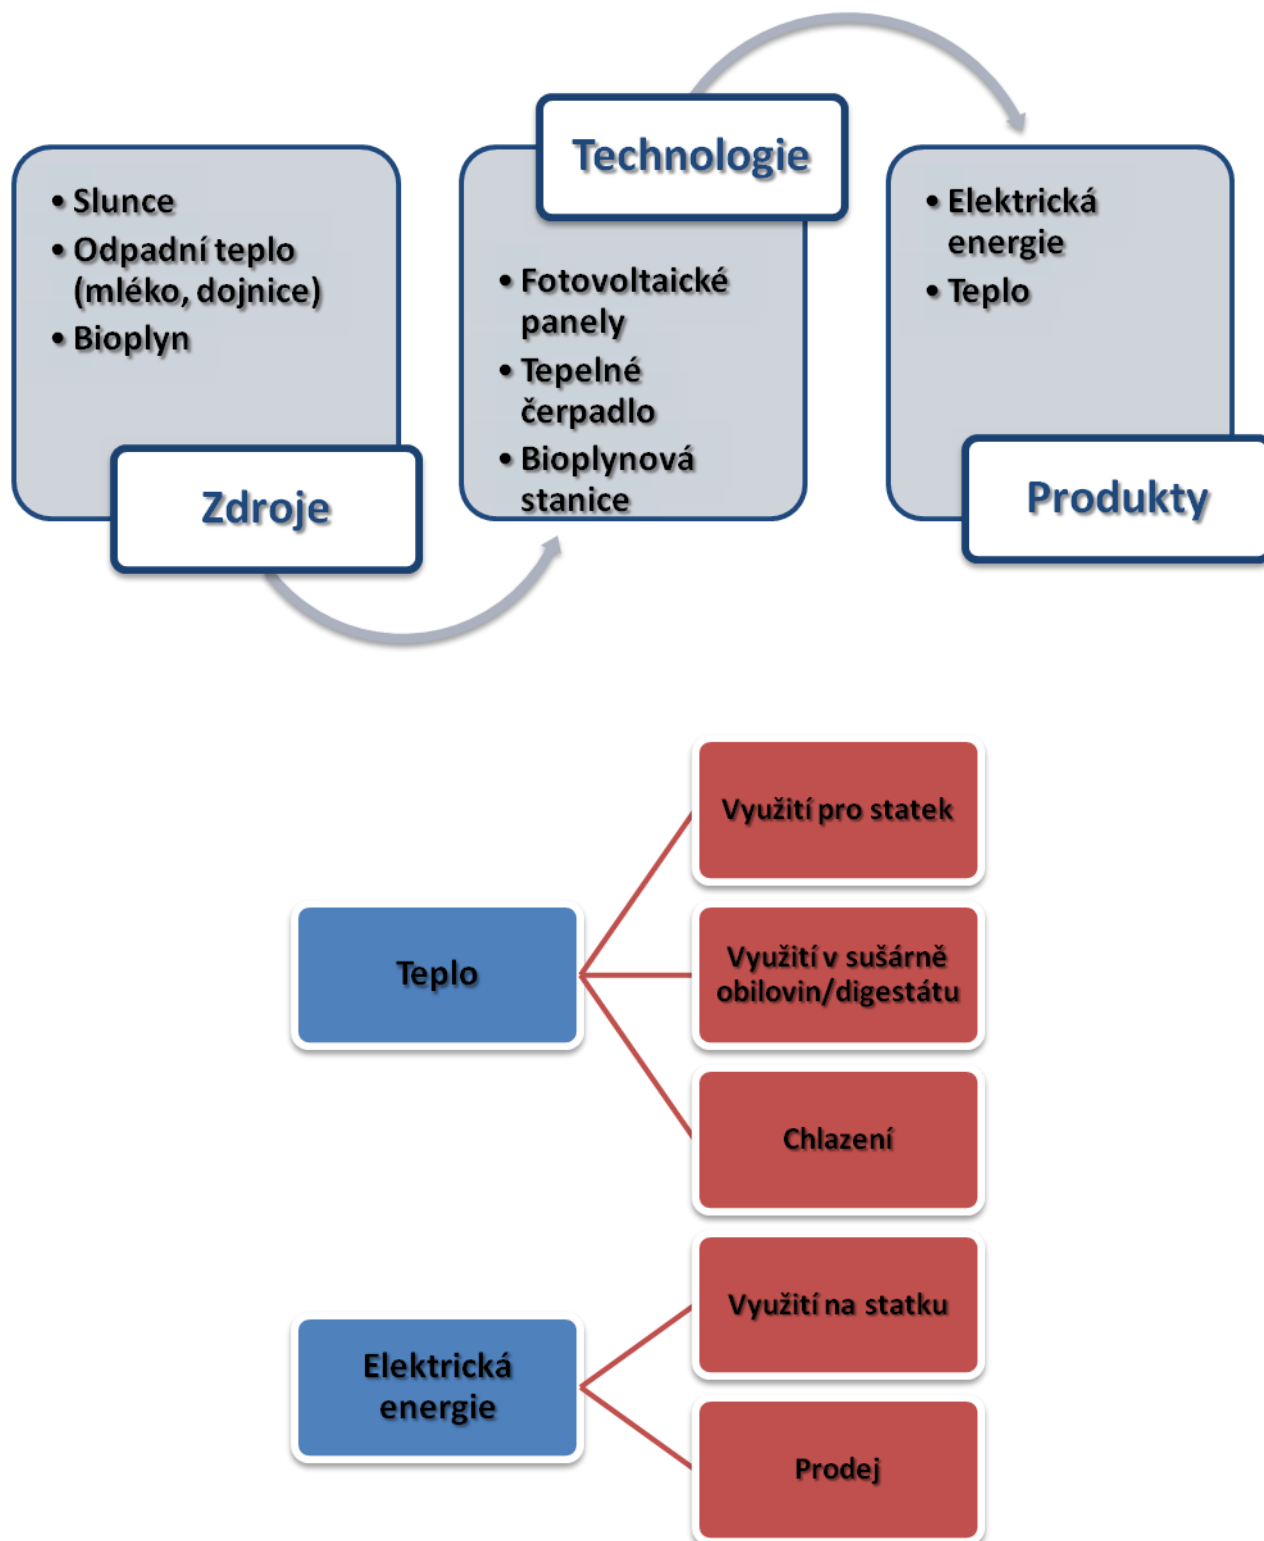 • Slunce
• Odpadní teplo
(mléko, dojnice)
• Bioplyn
Zdroje
Technologie
• Fotovoltaické
panely
• Tepelné
čerpadlo
• Bioplynová
stanice
• Elektrická
energie
• Teplo
Produkty
Teplo
Využití pro statek
Využití v sušárně
obilovin/digestátu
Chlazení
Elektrická
energie
Využití na statku
Prodej